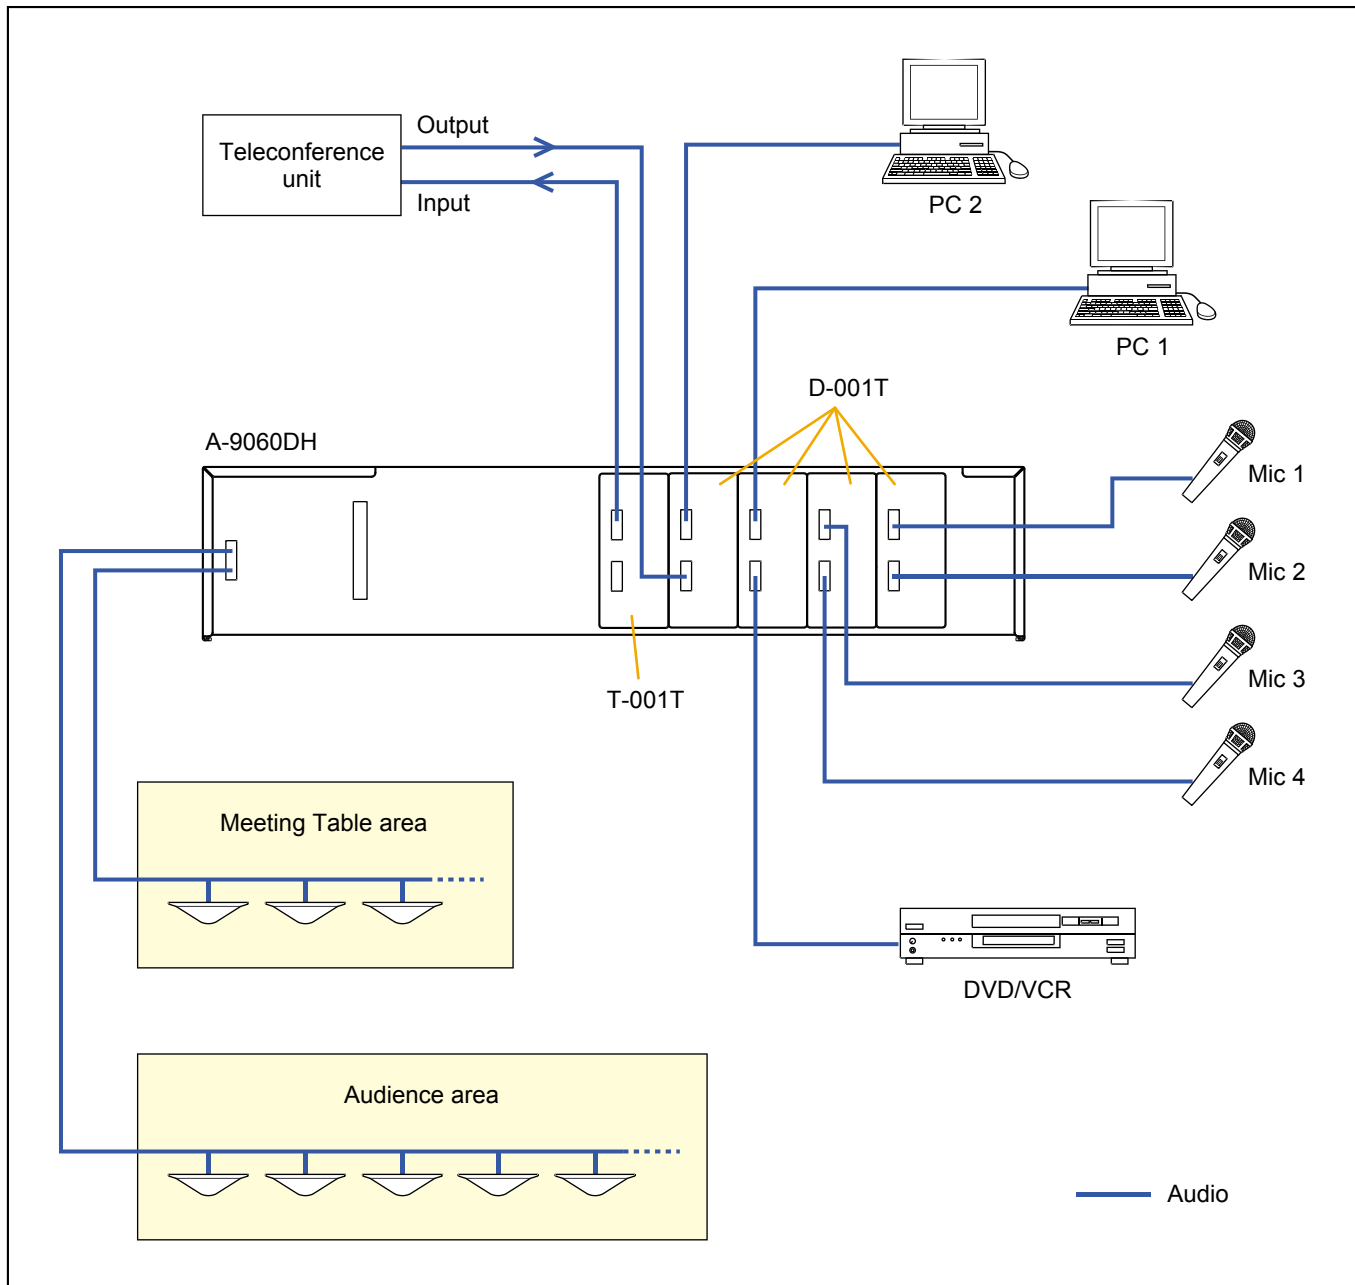 Output
Teleconference
unit
Input
PC 2
PC 1
D-001T
A-9060DH
Mic 1
Mic 2
Mic 3
T-001T
Mic 4
Meeting Table area
DVD/VCR
Audience area
Audio